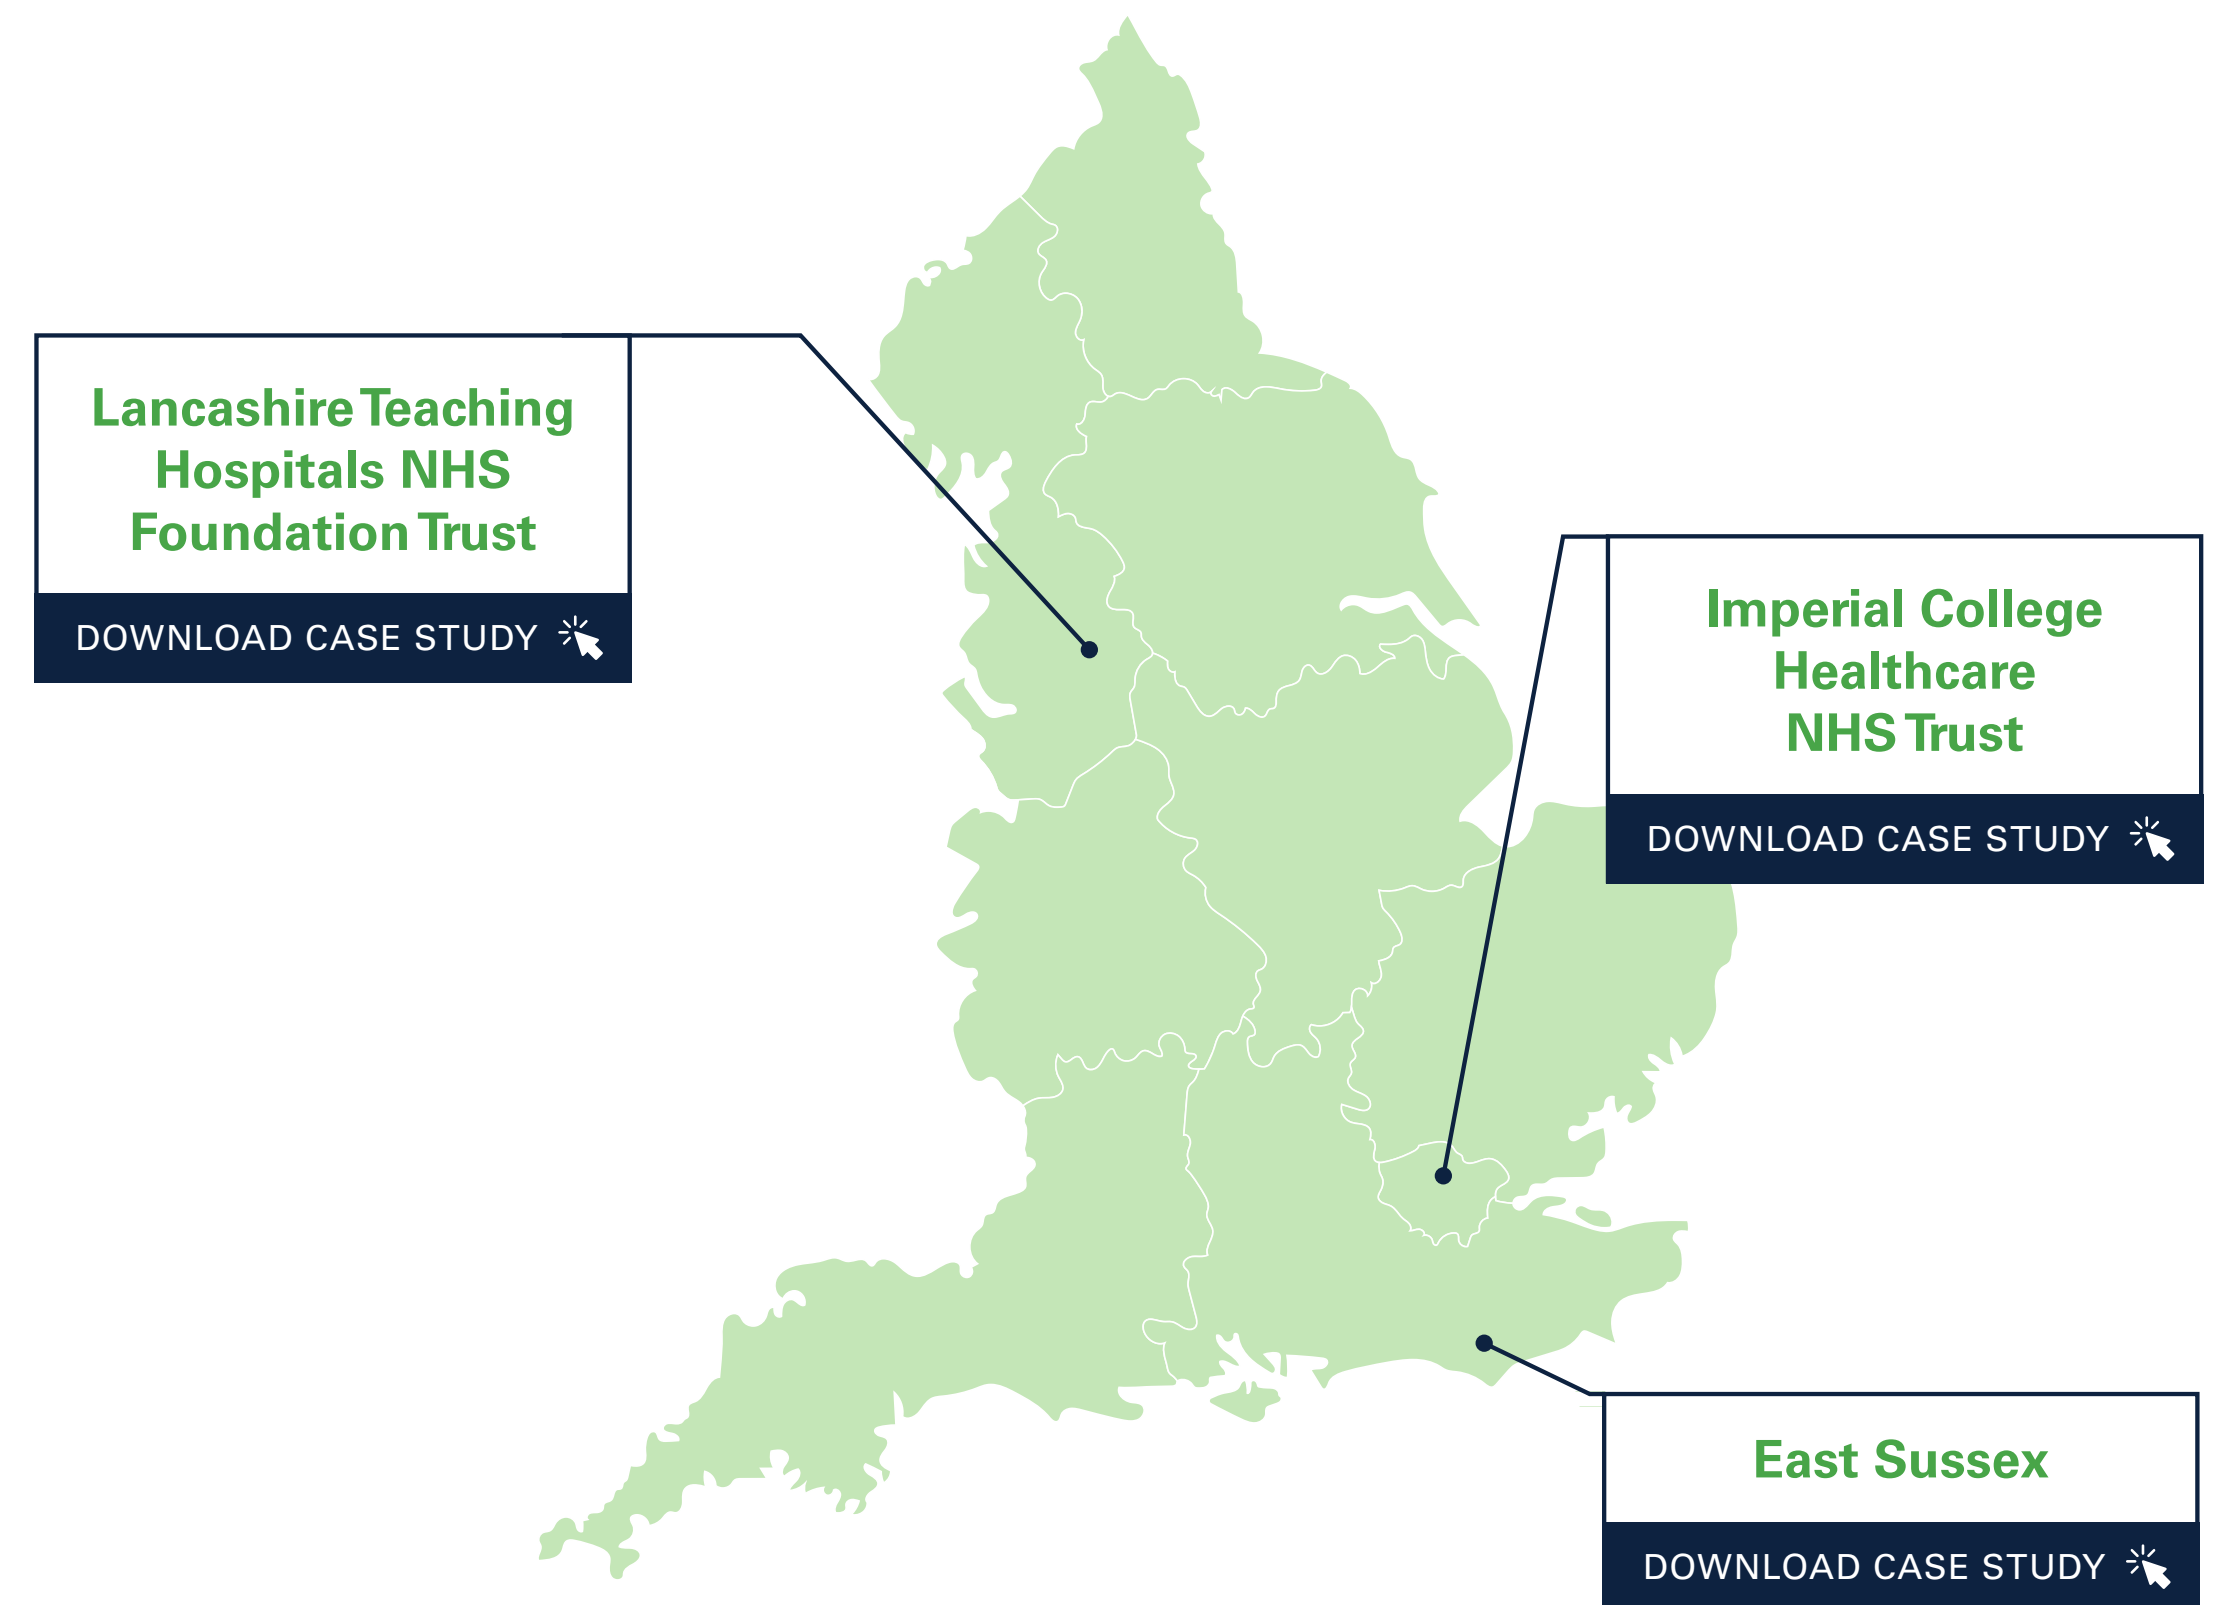 Lancashire Teaching
Hospitals NHS
Foundation Trust
DOWNLOAD CASE STUDY
Imperial College
Healthcare
NHS Trust
DOWNLOAD CASE STUDY
East Sussex
DOWNLOAD CASE STUDY